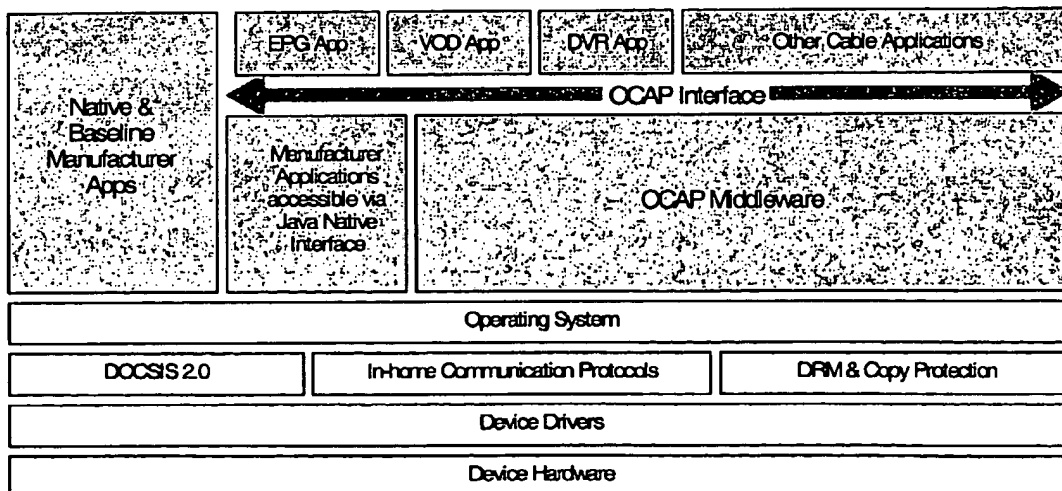 EPG App
VOD App
DVR App
Other Cable Applications
OCAP Interface
Native &
Baseline
Manufacturer
Apps
Manufacturer
Applications
accessible via
Java Native
Interface
OCAP Middleware
Operating System
DOCSIS 2.0
In-home Communication Protocols
DRM & Copy Protection
Device Drivers
Device Hardware